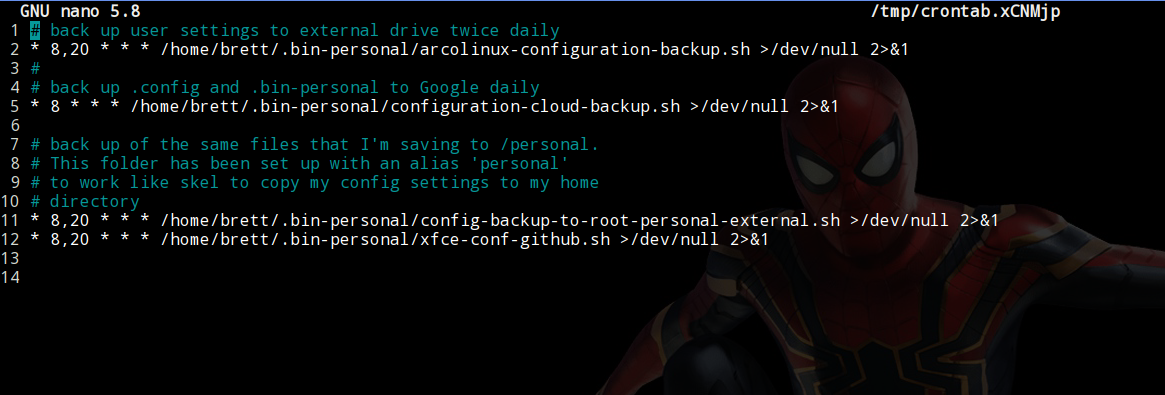 GNU nano 5.8 /tmp/crontab.xCNMjp
1 # back up user settings to external drive twice daily
2 * 8,20 * * * /home/brett/.bin-personal/arcolinux-configuration-backup.sh >/dev/null 2>&1
3 #
4 # back up .config and .bin-personal to Google daily
5 * 8 * * * /home/brett/.bin-personal/configuration-cloud-backup.sh >/dev/null 2>&1
6
7 # back up of the same files that I'm saving to /personal.
8 # This folder has been set up with an alias 'personal'
9 # to work like skel to copy my config settings to my home
10 # directory
11 * 8,20 * * * /home/brett/.bin-personal/config-backup-to-root-personal-external.sh >/dev/null 2>&1
12 * 8,20 * * * /home/brett/.bin-personal/xfce-conf-github.sh >/dev/null 2>&1
13
14